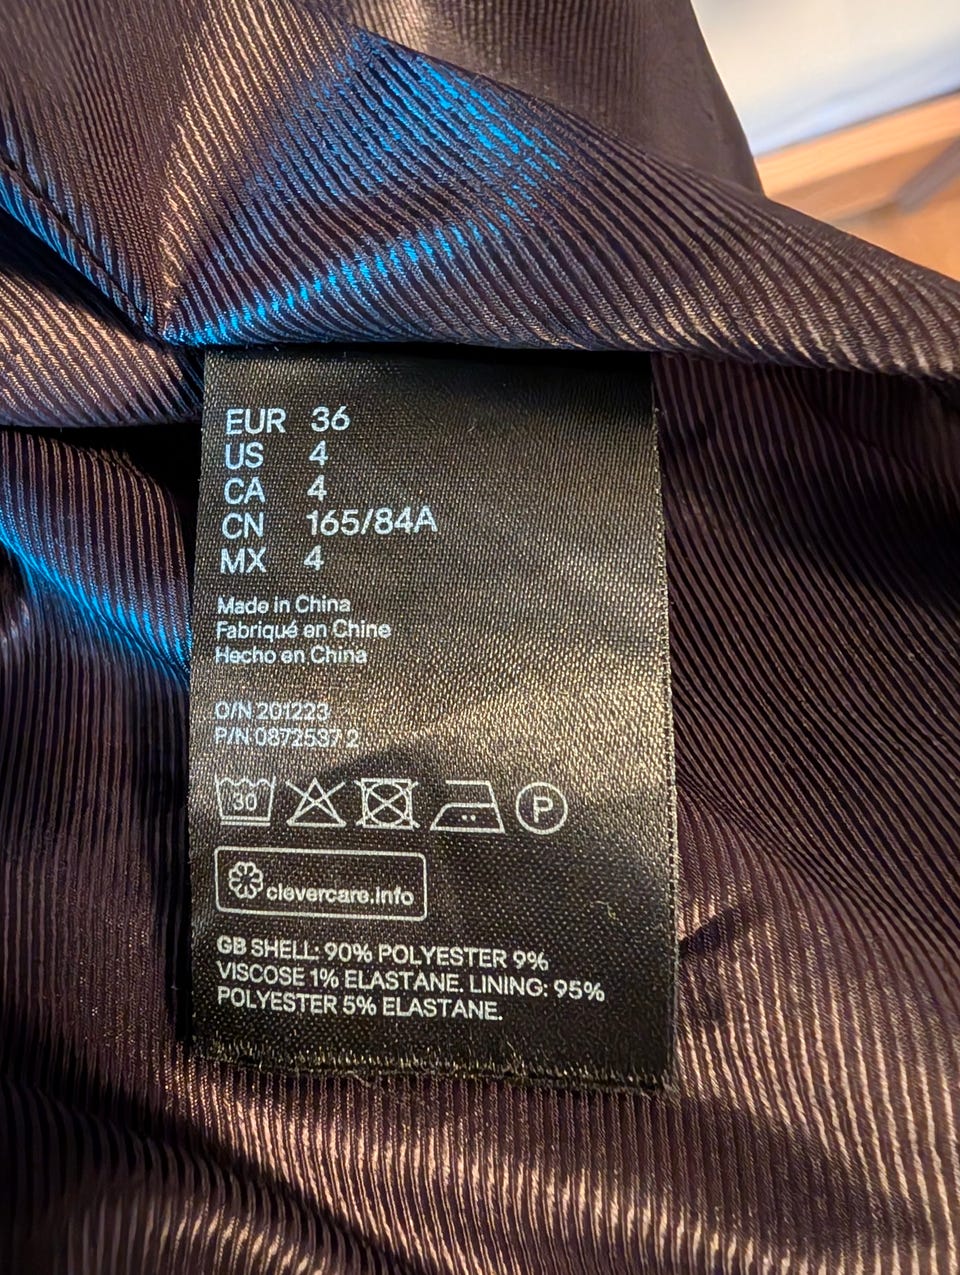 EUR 36
US 4
CA 4
CN 165/84A
MX 4
Made in China
Fabriqué en Chine
Hecho en China
O/N 201223
P/N 0872537 2
30
P
clevercare.info
GB SHELL: 90% POLYESTER 9%
VISCOSE 1% ELASTANE. LINING: 95%
POLYESTER 5% ELASTANE.